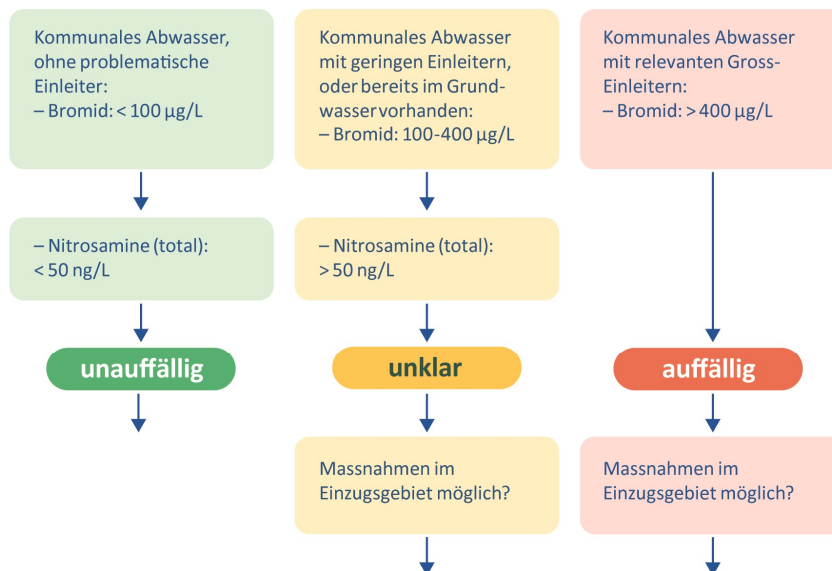 Kommunales Abwasser,
ohne problematische
Einleiter:
– Bromid: < 100 µg/L
Kommunales Abwasser
mit geringen Einleitern,
oder bereits im Grund-
wasservorhanden:
– Bromid: 100-400 µg/L
Kommunales Abwasser
mit relevanten Gross-
Einleitern:
– Bromid: > 400 µg/L
– Nitrosamine (total):
< 50 ng/L
– Nitrosamine (total):
> 50 ng/L
unauffällig
unklar
auffällig
Massnahmen im
Einzugsgebiet möglich?
Massnahmen im
Einzugsgebiet möglich?